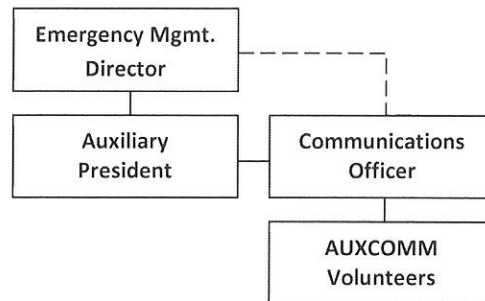 Emergency Mgmt.
Director
Auxiliary
President
Communications
Officer
AUXCOMM
Volunteers